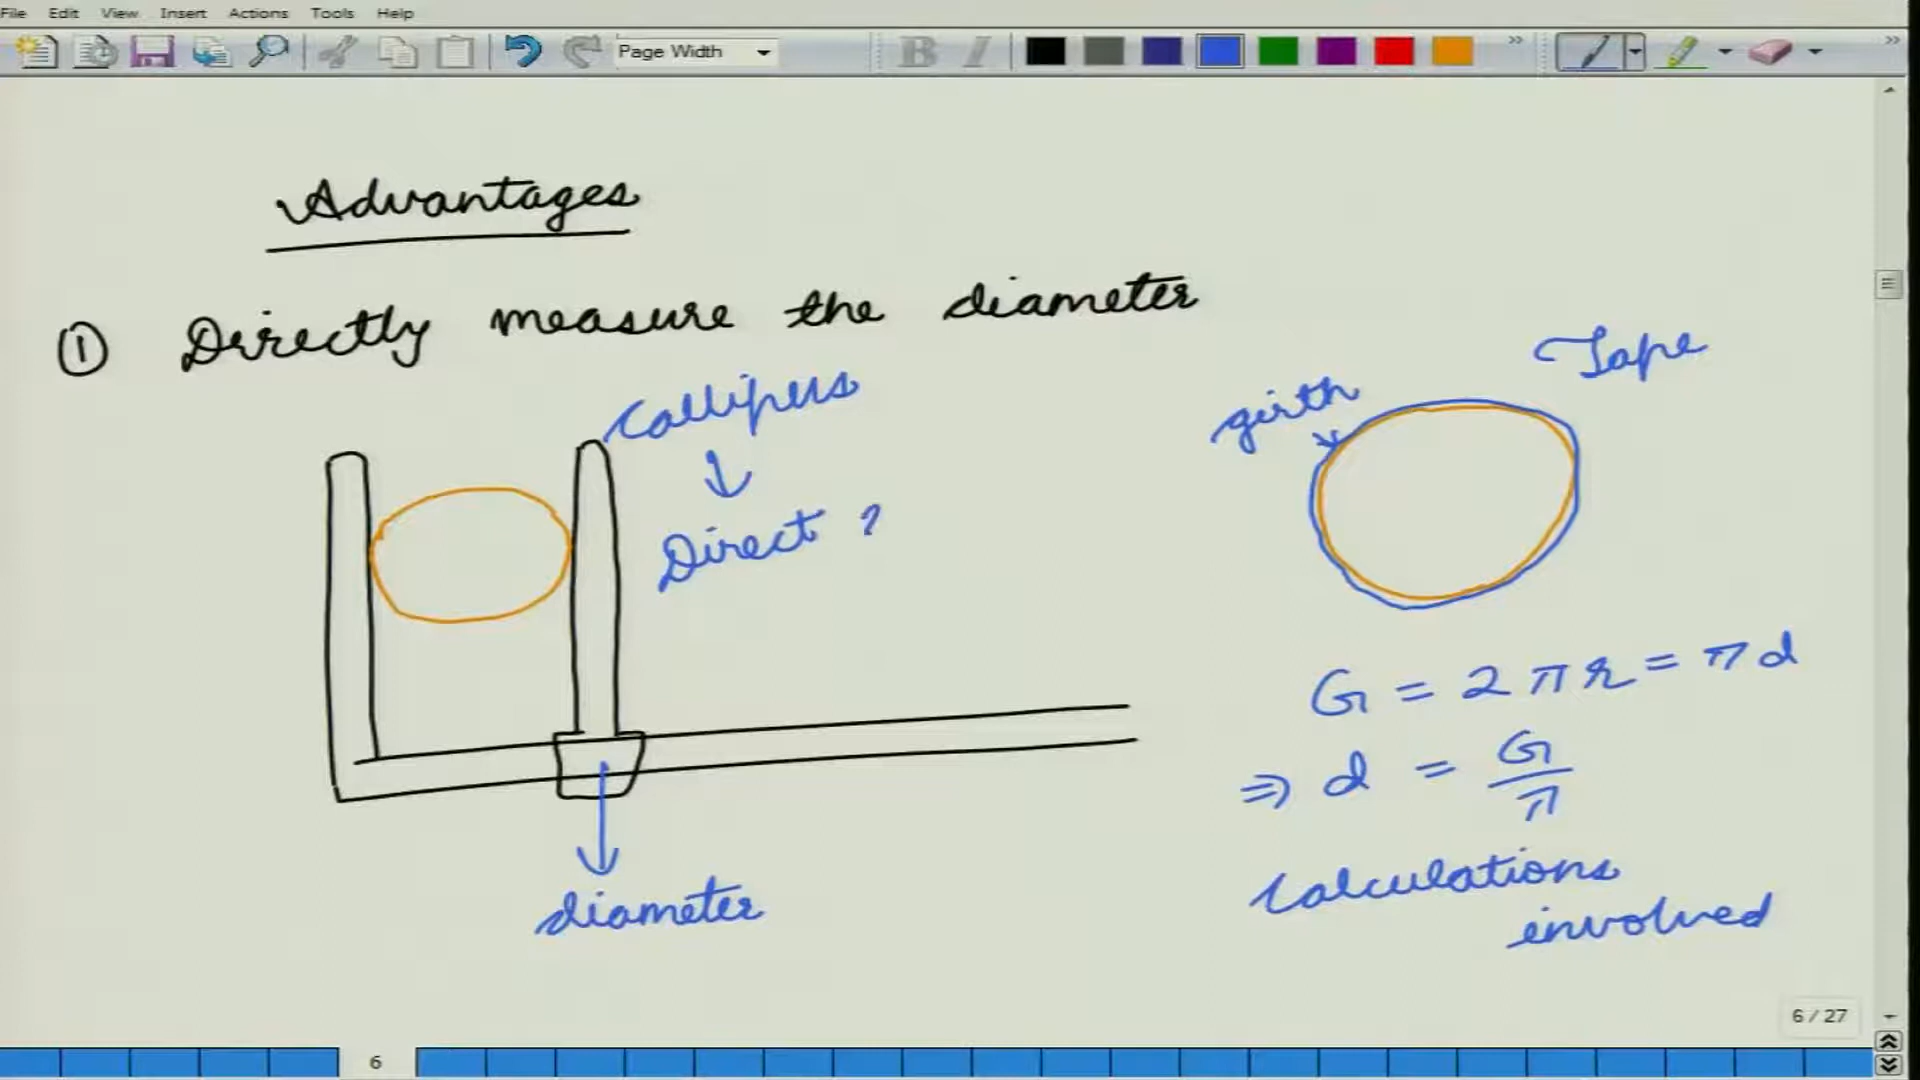 File Edit View Insert Actions Tools Help
Page Width
Advantages
① Directly measure the diameter
Callipers
↓
Direct ?
diameter
Tape
girth
G = 2πr = πd
⇒ d = G/π
Calculations
involved
6 / 27
6